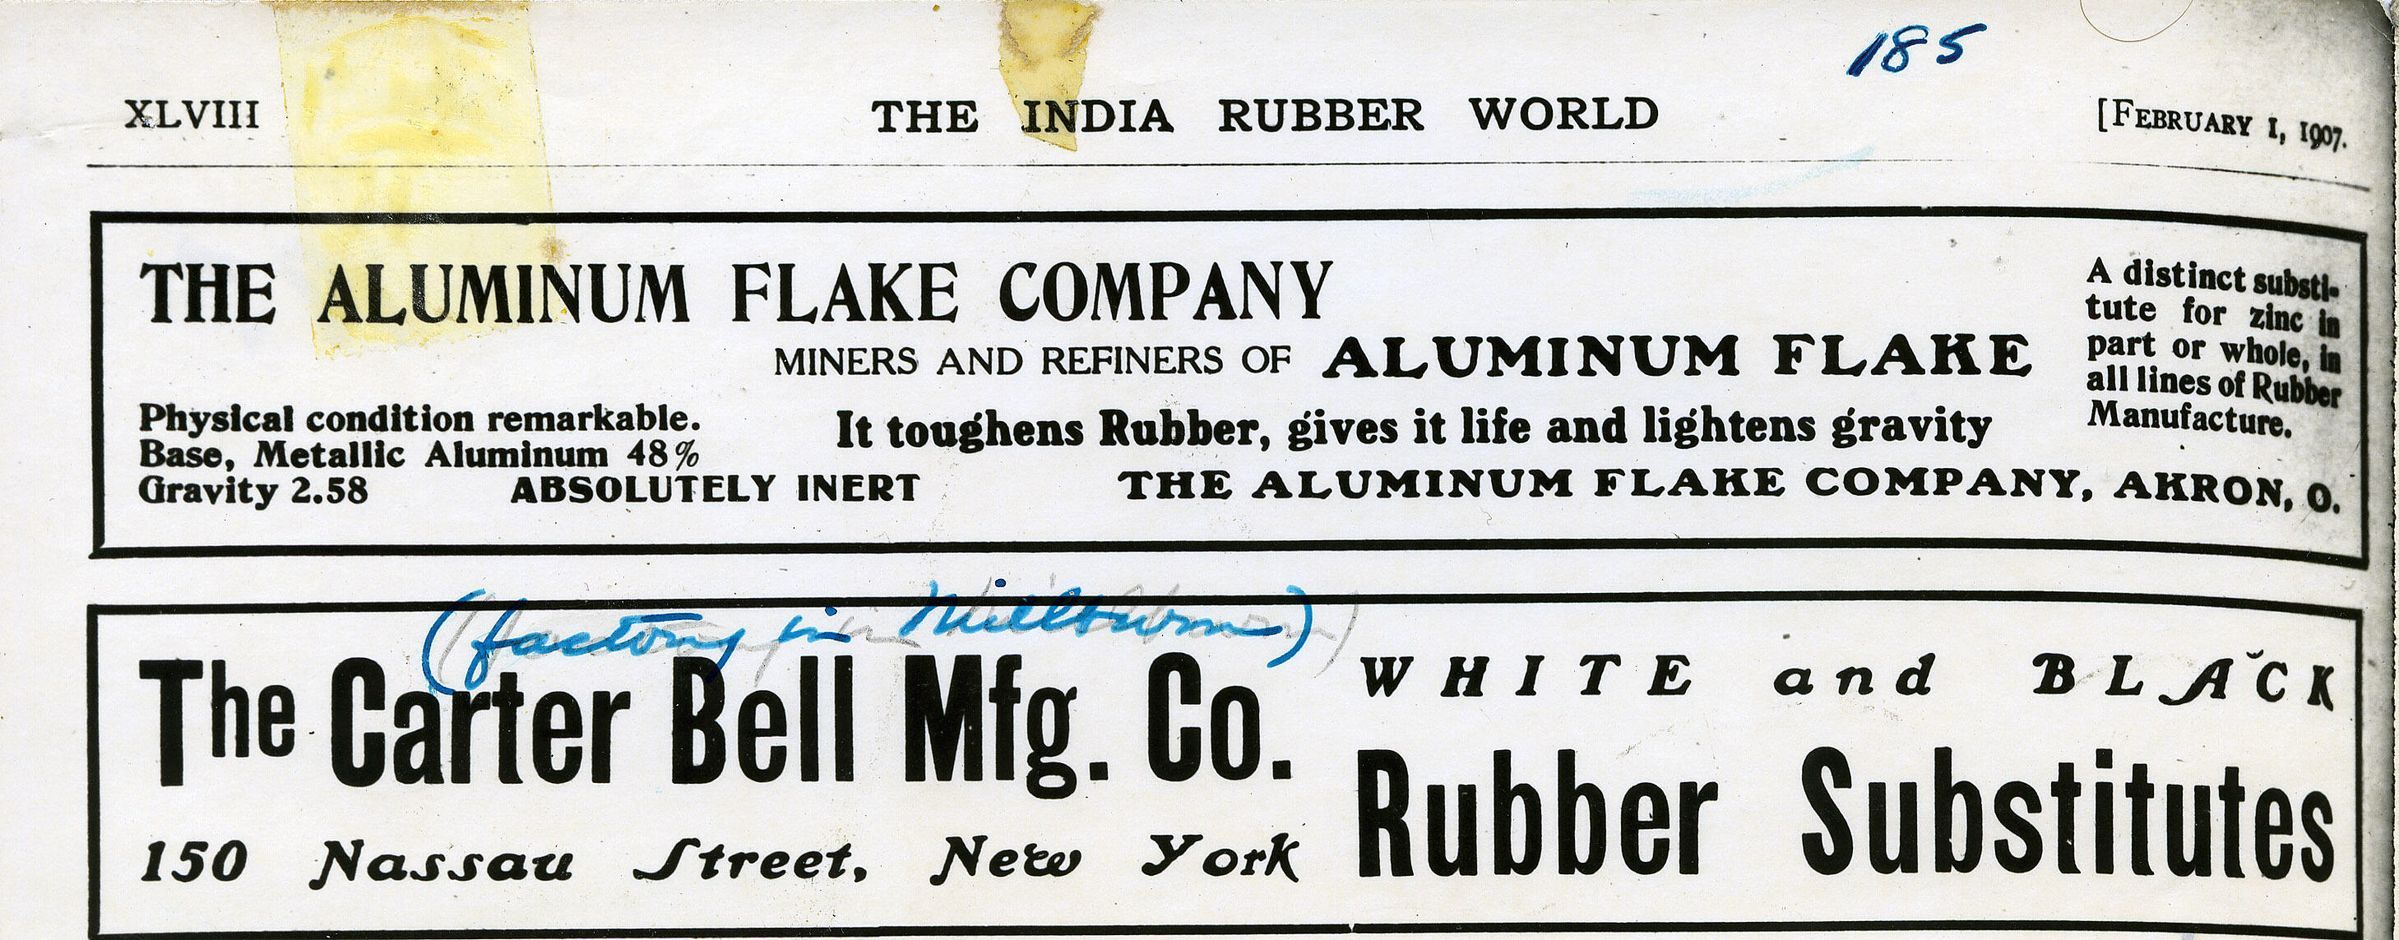 185
XLVIII THE INDIA RUBBER WORLD [FEBRUARY 1, 1907.
THE ALUMINUM FLAKE COMPANY
MINERS AND REFINERS OF ALUMINUM FLAKE
Physical condition remarkable.
Base, Metallic Aluminum 48%
Gravity 2.58 ABSOLUTELY INERT
It toughens Rubber, gives it life and lightens gravity
THE ALUMINUM FLAKE COMPANY, AKRON, O.
A distinct substi-
tute for zinc in
part or whole, in
all lines of Rubber
Manufacture.
(factory in Millburn)
The Carter Bell Mfg. Co.
150 Nassau Street, New York
WHITE and BLACK
Rubber Substitutes